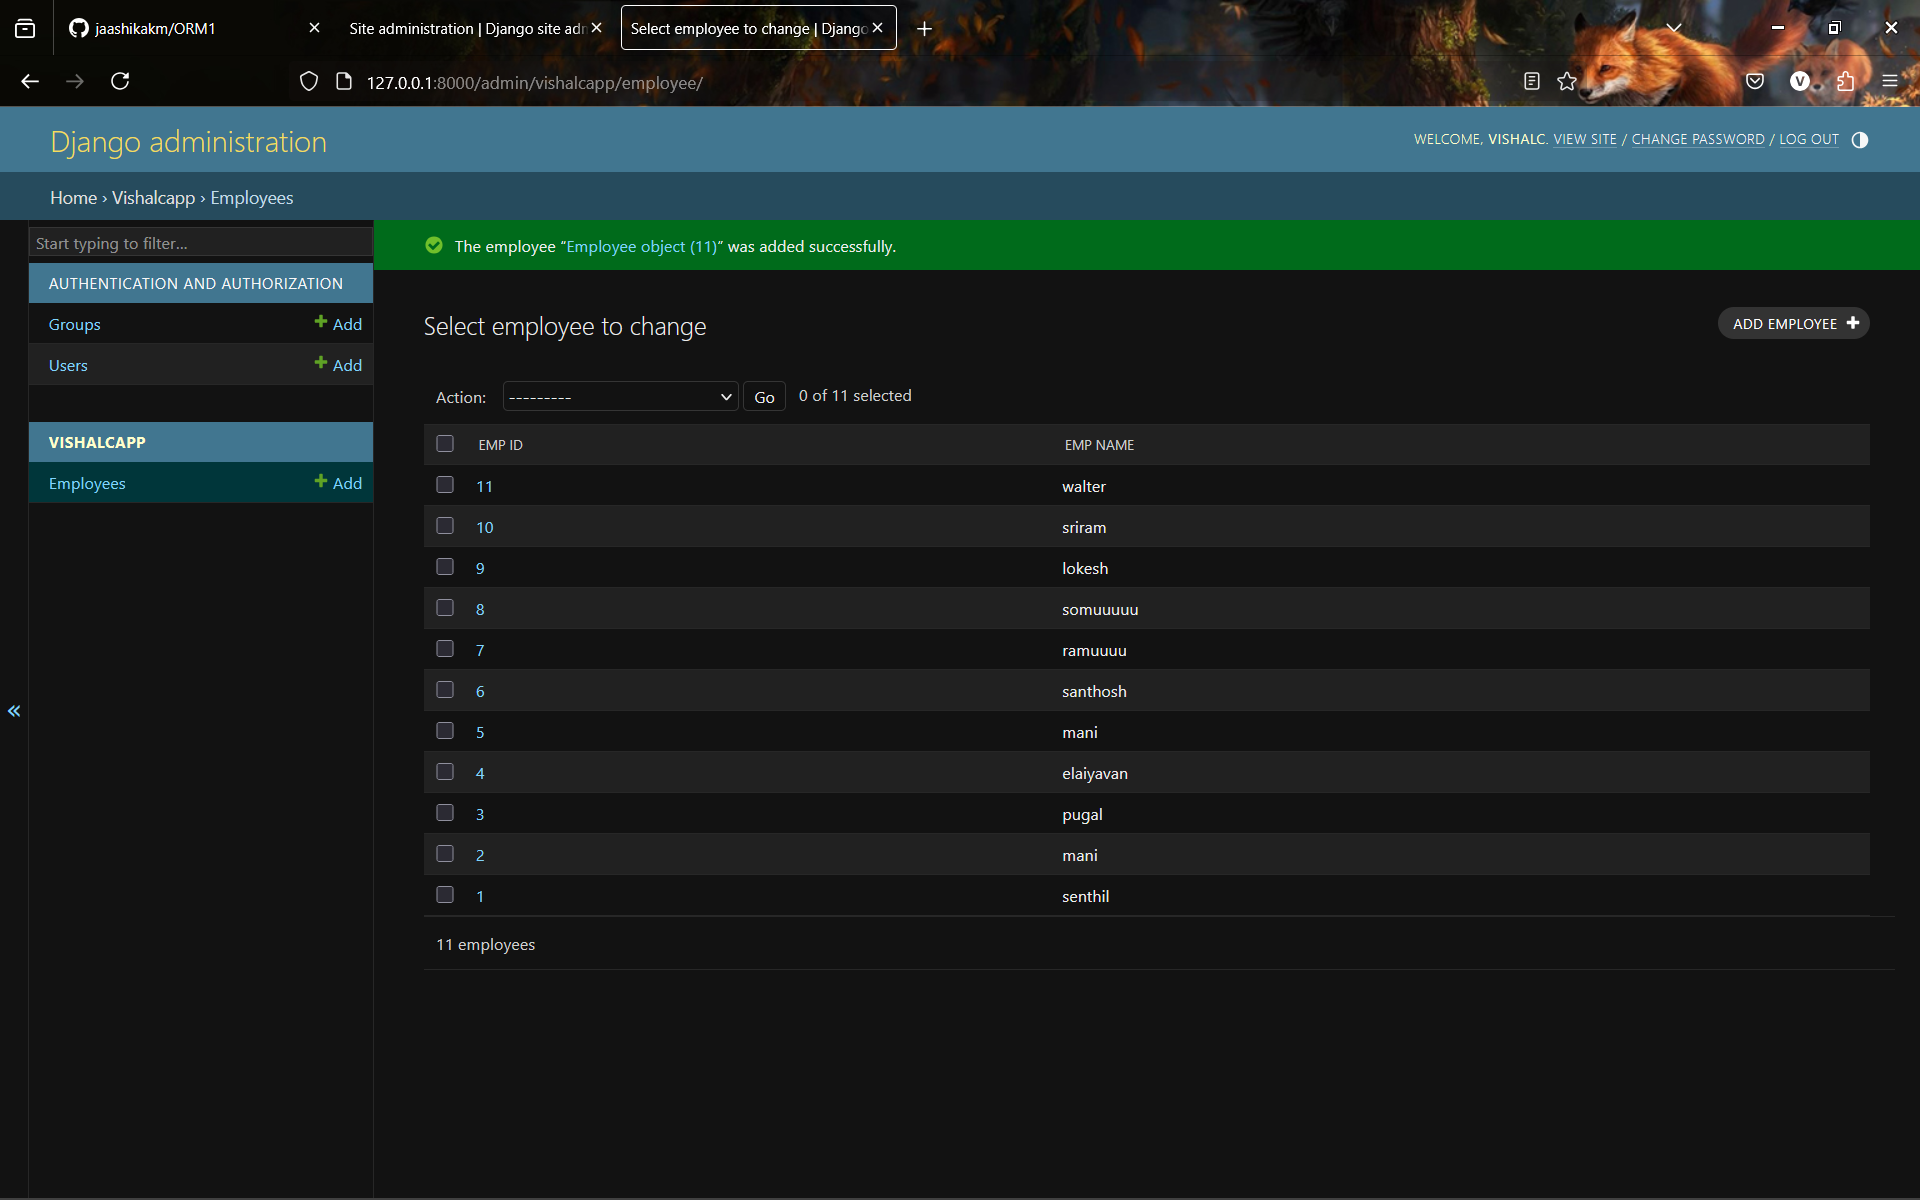 jaashikakm/ORM1
Site administration | Django site adm
Select employee to change | Django
127.0.0.1:8000/admin/vishalcapp/employee/
V
Django administration
WELCOME, VISHALC. VIEW SITE / CHANGE PASSWORD / LOG OUT
Home › Vishalcapp › Employees
Start typing to filter...
The employee “Employee object (11)” was added successfully.
AUTHENTICATION AND AUTHORIZATION
Groups + Add
Users + Add
VISHALCAPP
Employees + Add
«
Select employee to change
ADD EMPLOYEE +
Action: --------- Go 0 of 11 selected
EMP ID EMP NAME
11 walter
10 sriram
9 lokesh
8 somuuuuu
7 ramuuuu
6 santhosh
5 mani
4 elaiyavan
3 pugal
2 mani
1 senthil
11 employees